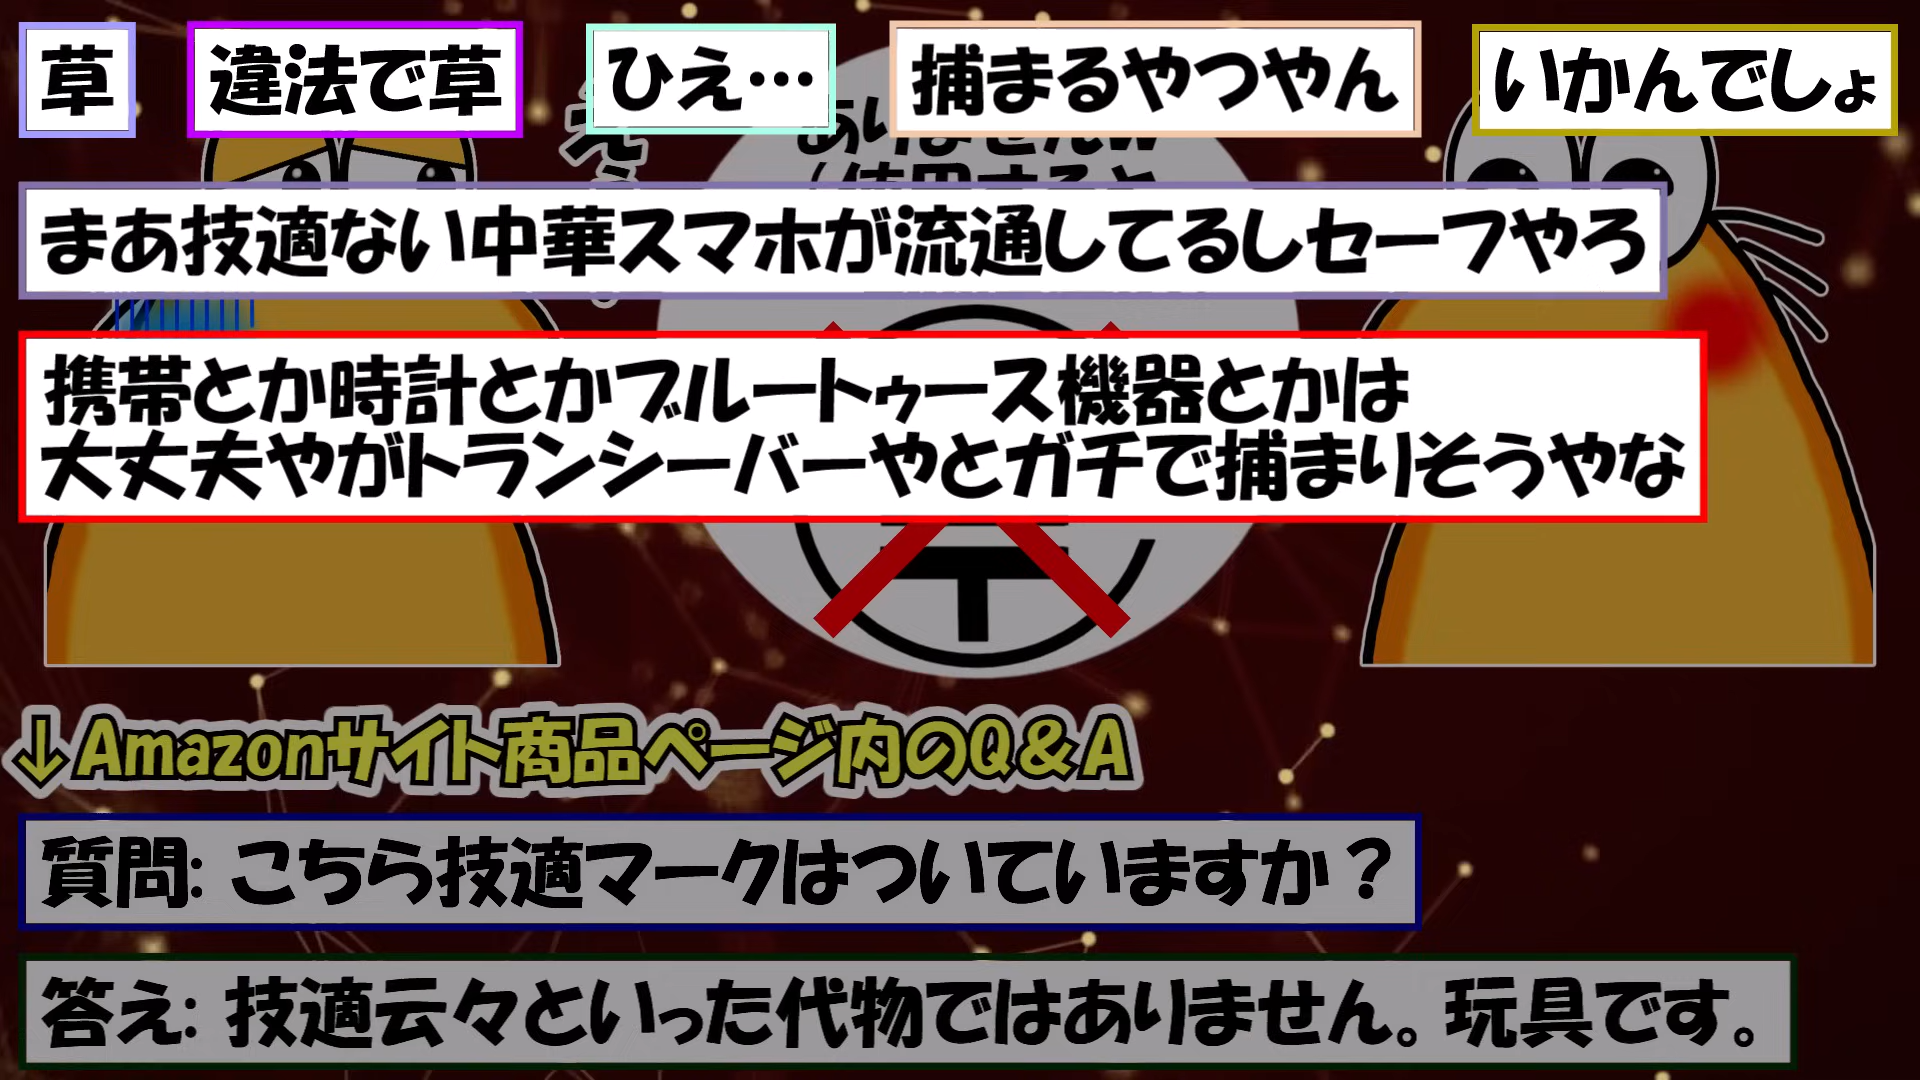 草
違法で草
ひえ…
捕まるやつやん
いかんでしょ
まあ技適ない中華スマホが流通してるしセーフやろ
携帯とか時計とかブルートゥース機器とかは
大丈夫やがトランシーバーやとガチで捕まりそうやな
↓Amazonサイト商品ページ内のQ&A
質問: こちら技適マークはついていますか？
答え: 技適云々といった代物ではありません。玩具です。